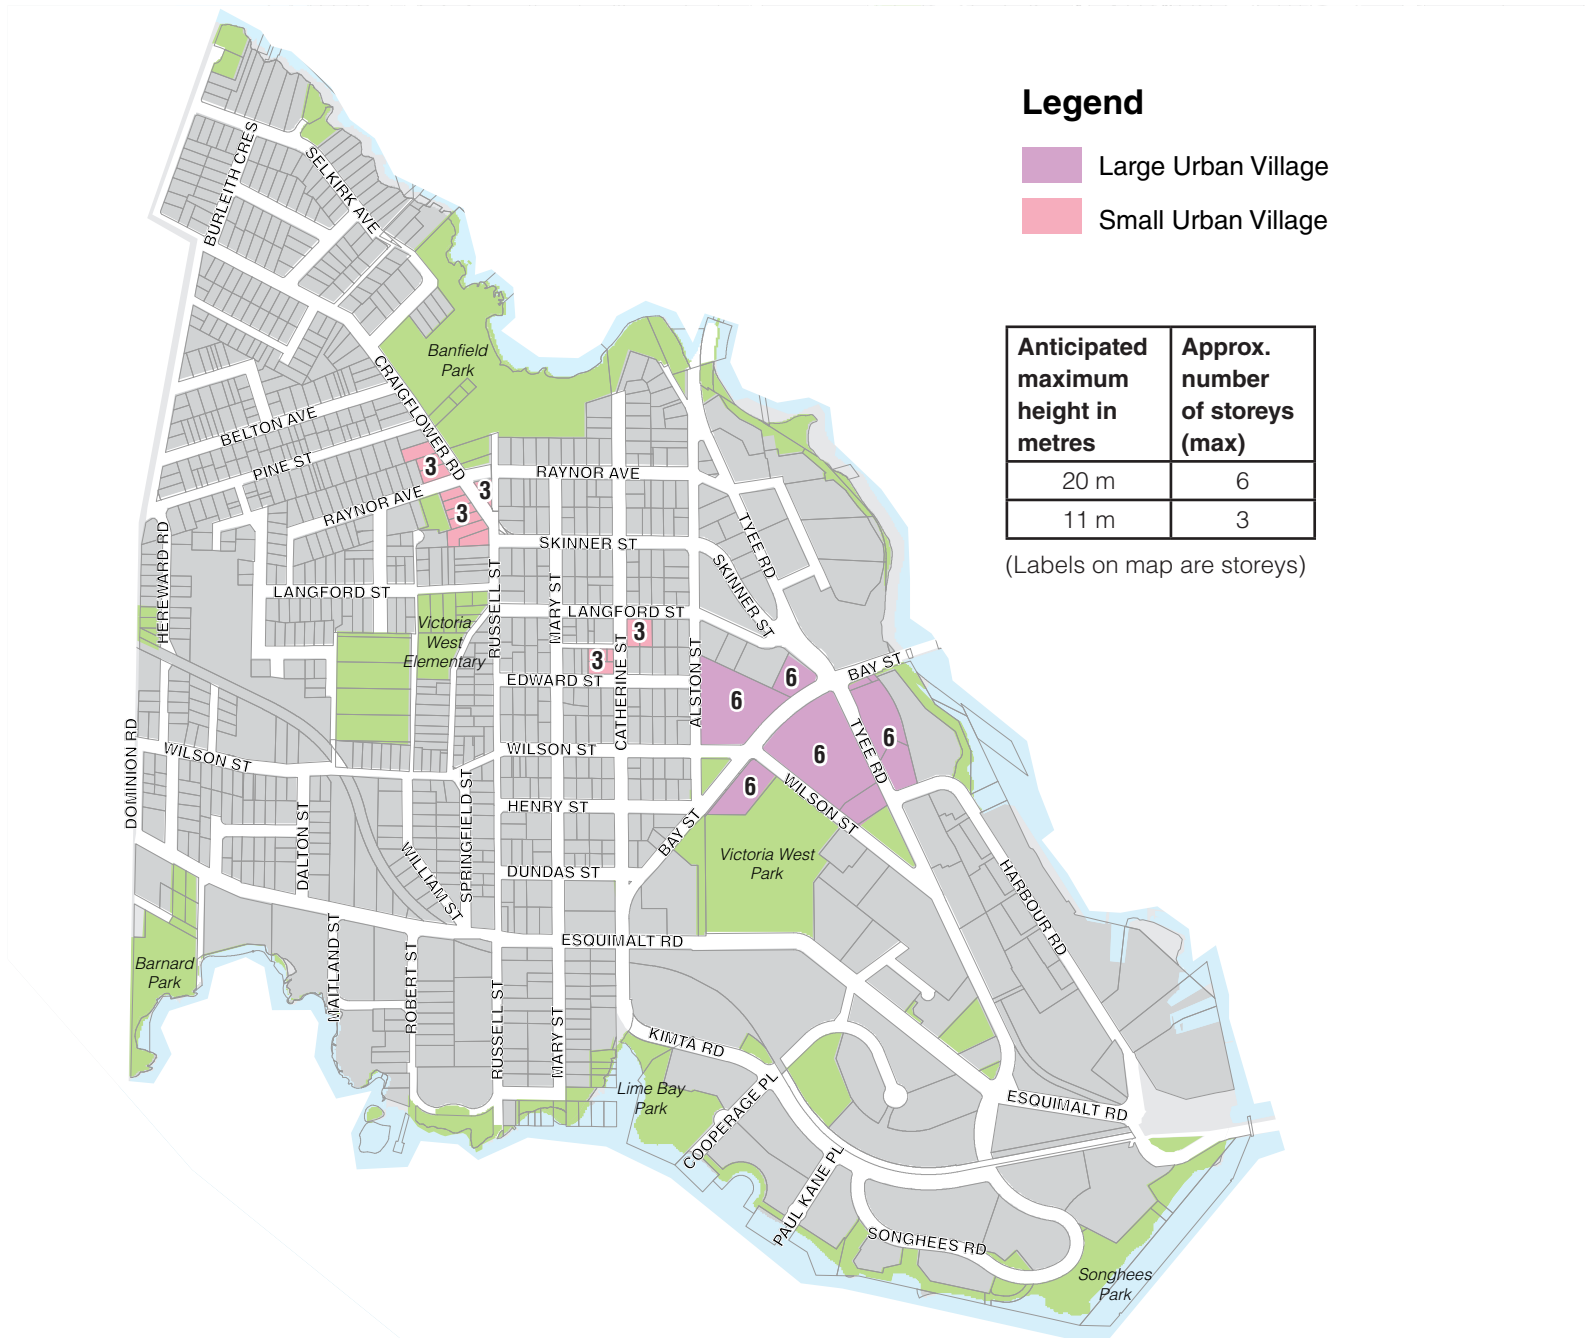 Legend
Large Urban Village
Small Urban Village
Anticipated
maximum
height in
metres
Approx.
number
of storeys
(max)
20 m
6
11 m
3
(Labels on map are storeys)
BURLEITH CRES
SELKIRK AVE
Banfield
Park
CRAIGFLOWER RD
BELTON AVE
PINE ST
3
RAYNOR AVE
3
RAYNOR AVE
3
HEREWARD RD
SKINNER ST
TYEE RD
SKINNER ST
LANGFORD ST
RUSSELL ST
MARY ST
LANGFORD ST
Victoria
West
Elementary
3
CATHERINE ST
3
EDWARD ST
ALSTON ST
BAY ST
6
6
6
6
TYEE RD
DOMINION RD
WILSON ST
WILSON ST
6
WILSON ST
HENRY ST
SPRINGFIELD ST
DALTON ST
WILLIAM ST
BAY ST
DUNDAS ST
Victoria West
Park
HARBOUR RD
ESQUIMALT RD
MAITLAND ST
ROBERT ST
Barnard
Park
RUSSELL ST
MARY ST
KIMTA RD
Lime Bay
Park
COOPERAGE PL
ESQUIMALT RD
PAUL KANE PL
SONGHEES RD
Songhees
Park